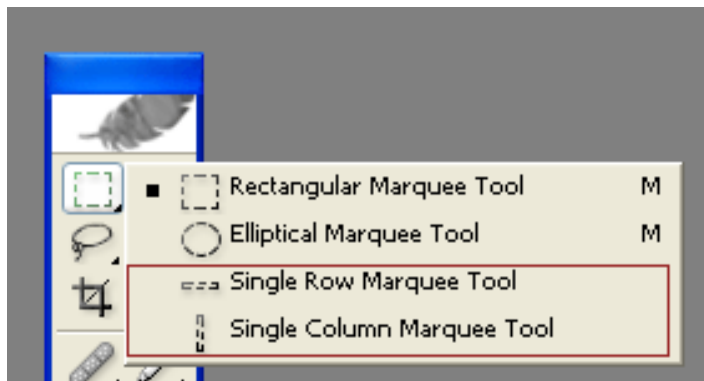 Rectangular Marquee Tool M
Elliptical Marquee Tool M
Single Row Marquee Tool
Single Column Marquee Tool